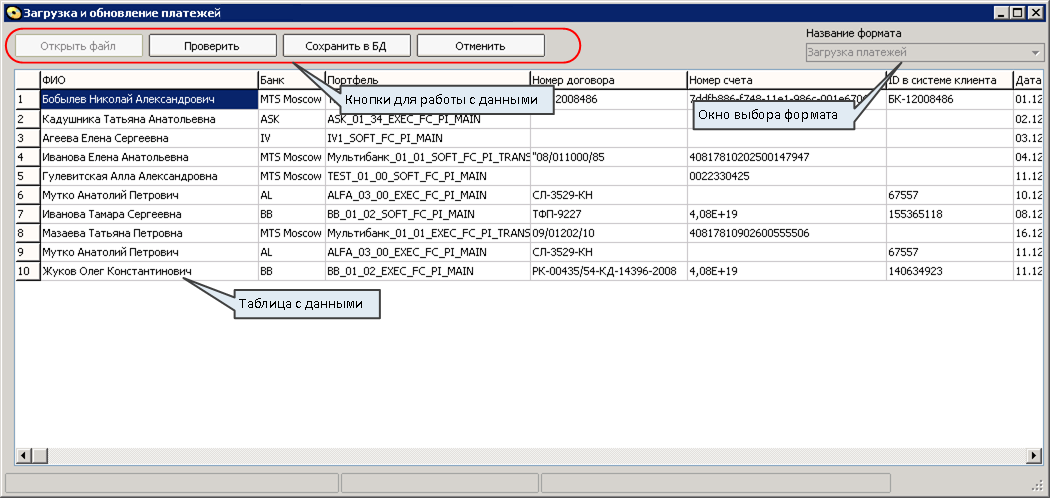 Загрузка и обновление платежей
Название формата
Открыть файл Проверить Сохранить в БД Отменить Загрузка платежей
ФИО Банк Портфель Номер договора Номер счета ID в системе клиента Дата
1 Бобылев Николай Александрович MTS Moscow 2008486 БК-12008486 01.12
Кнопки для работы с данными
Окно выбора формата
2 Кадушника Татьяна Анатольевна ASK ASK_01_34_EXEC_FC_PI_MAIN 02.12
3 Агеева Елена Сергеевна IV IV1_SOFT_FC_PI_MAIN 03.12
4 Иванова Елена Анатольевна MTS Moscow Мультибанк_01_01_SOFT_FC_PI_TRANS "08/011000/85 40817810202500147947 04.12
5 Гулевитская Алла Александровна MTS Moscow TEST_01_00_SOFT_FC_PI_MAIN 0022330425 11.12
6 Мутко Анатолий Петрович AL ALFA_03_00_EXEC_FC_PI_MAIN СЛ-3529-КН 67557 10.12
7 Иванова Тамара Сергеевна BB BB_01_02_SOFT_FC_PI_MAIN ТФП-9227 4,08E+19 155365118 08.12
8 Мазаева Татьяна Петровна MTS Moscow Мультибанк_01_01_EXEC_FC_PI_TRANS 09/01202/10 40817810902600555506 16.12
9 Мутко Анатолий Петрович AL ALFA_03_00_EXEC_FC_PI_MAIN СЛ-3529-КН 67557 11.12
10 Жуков Олег Константинович BB BB_01_02_EXEC_FC_PI_MAIN РК-00435/54-КД-14396-2008 4,08E+19 140634923 11.12
Таблица с данными